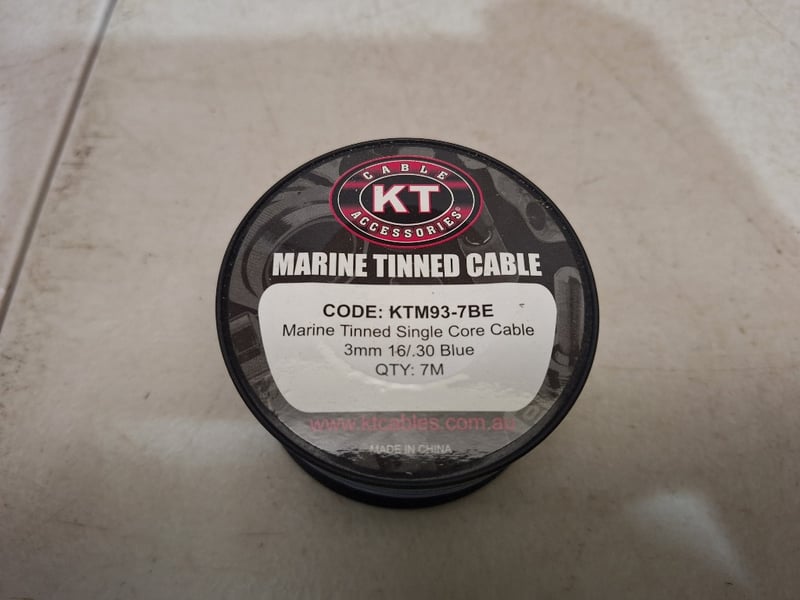 CABLE
KT
ACCESSORIES®
MARINE TINNED CABLE
CODE: KTM93-7BE
Marine Tinned Single Core Cable
3mm 16/.30 Blue
QTY: 7M
www.ktcables.com.au
MADE IN CHINA